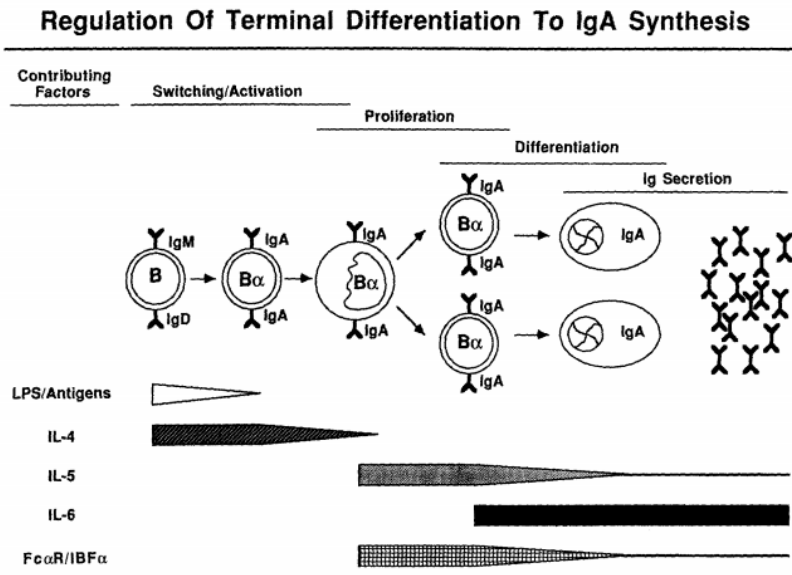 Regulation Of Terminal Differentiation To IgA Synthesis
Contributing
Factors
Switching/Activation
Proliferation
Differentiation
Ig Secretion
IgA
IgM
IgA
IgA
Bα
IgA
B
Bα
Bα
IgA
IgD
IgA
IgA
IgA
Bα
IgA
IgA
LPS/Antigens
IL-4
IL-5
IL-6
FcαR/IBFα